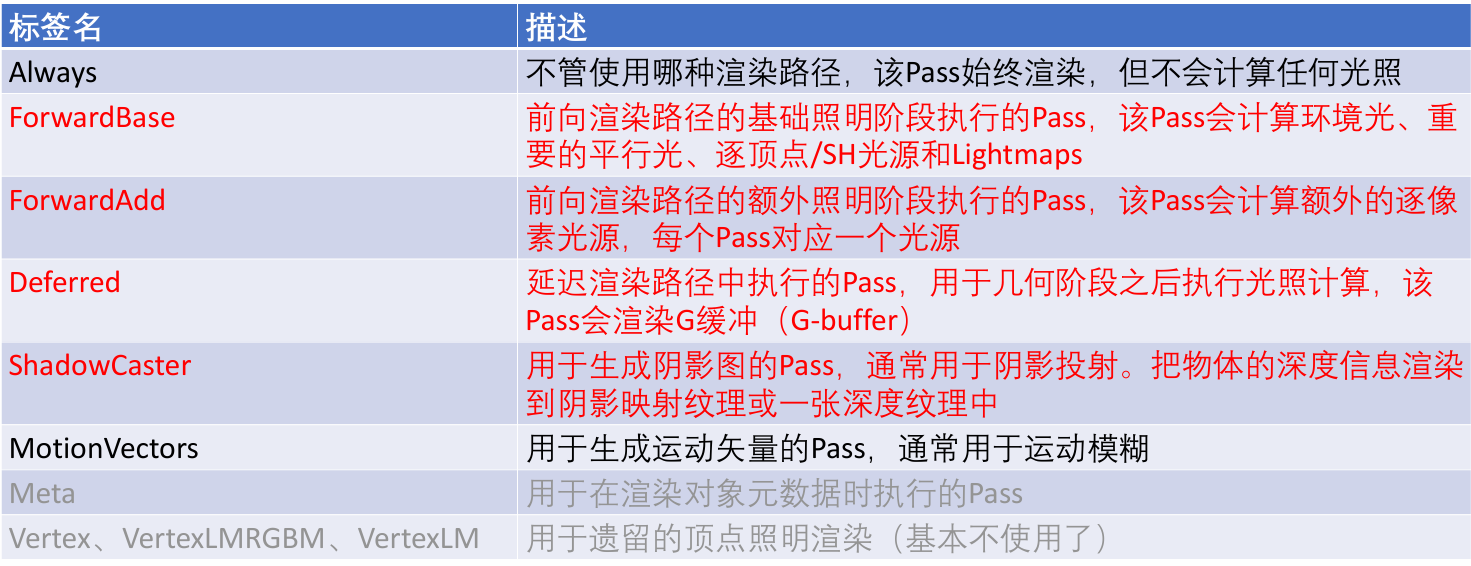 标签名
描述
Always
不管使用哪种渲染路径，该Pass始终渲染，但不会计算任何光照
ForwardBase
前向渲染路径的基础照明阶段执行的Pass，该Pass会计算环境光、重
要的平行光、逐顶点/SH光源和Lightmaps
ForwardAdd
前向渲染路径的额外照明阶段执行的Pass，该Pass会计算额外的逐像
素光源，每个Pass对应一个光源
Deferred
延迟渲染路径中执行的Pass，用于几何阶段之后执行光照计算，该
Pass会渲染G缓冲（G-buffer）
ShadowCaster
用于生成阴影图的Pass，通常用于阴影投射。把物体的深度信息渲染
到阴影映射纹理或一张深度纹理中
MotionVectors
用于生成运动矢量的Pass，通常用于运动模糊
Meta
用于在渲染对象元数据时执行的Pass
Vertex、VertexLMRGBM、VertexLM
用于遗留的顶点照明渲染（基本不使用了）